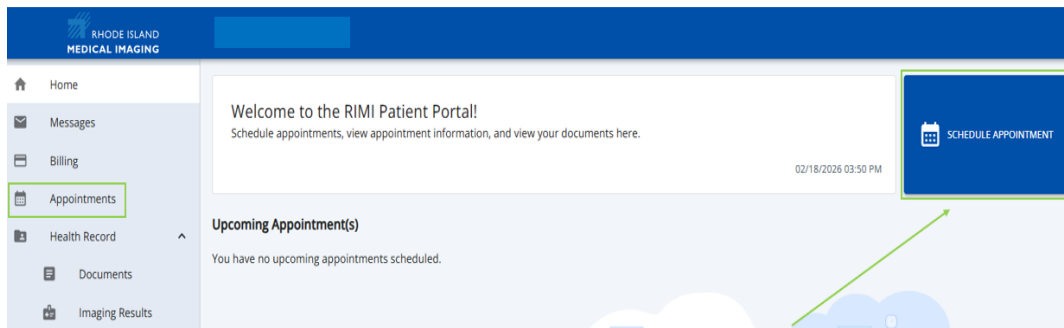 RHODE ISLAND
MEDICAL IMAGING
Home
Messages
Billing
Appointments
Health Record
Documents
Imaging Results
Welcome to the RIMI Patient Portal!
Schedule appointments, view appointment information, and view your documents here.
02/18/2026 03:50 PM
SCHEDULE APPOINTMENT
Upcoming Appointment(s)
You have no upcoming appointments scheduled.